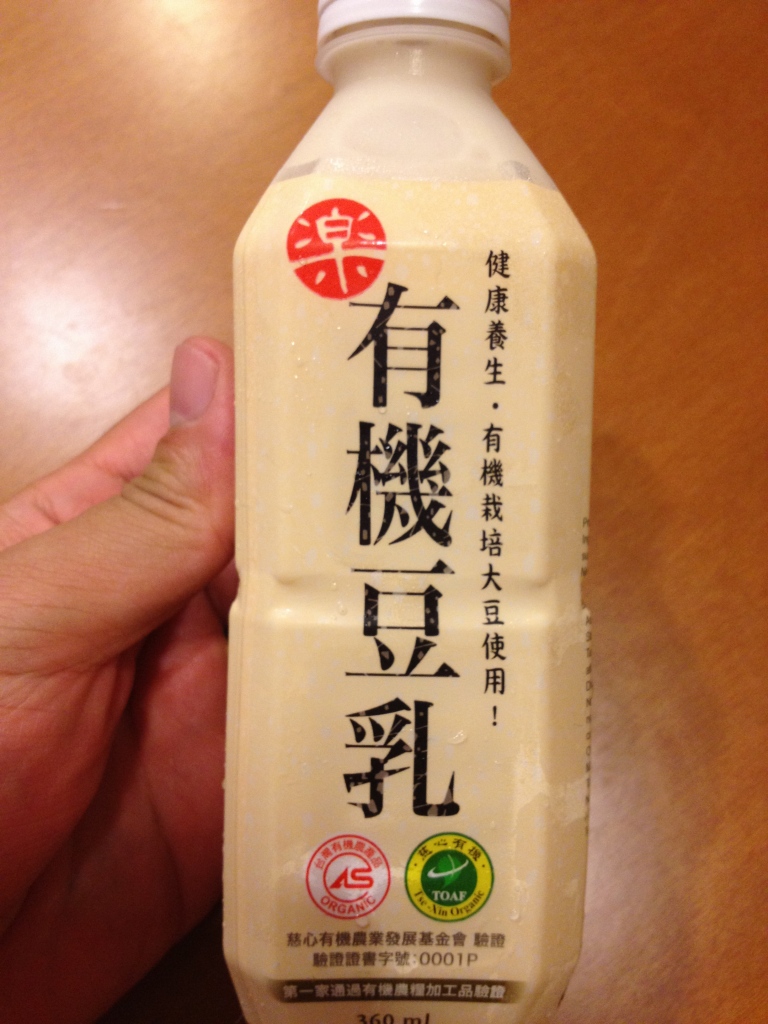 楽
有機豆乳
健康養生・有機栽培大豆使用!
台灣有機農產品
ORGANIC
慈心有機
TOAF
Tse-Xin Organic
慈心有機農業發展基金會 驗證
驗證證書字號:0001P
第一家通過有機農糧加工品驗證
360 ml